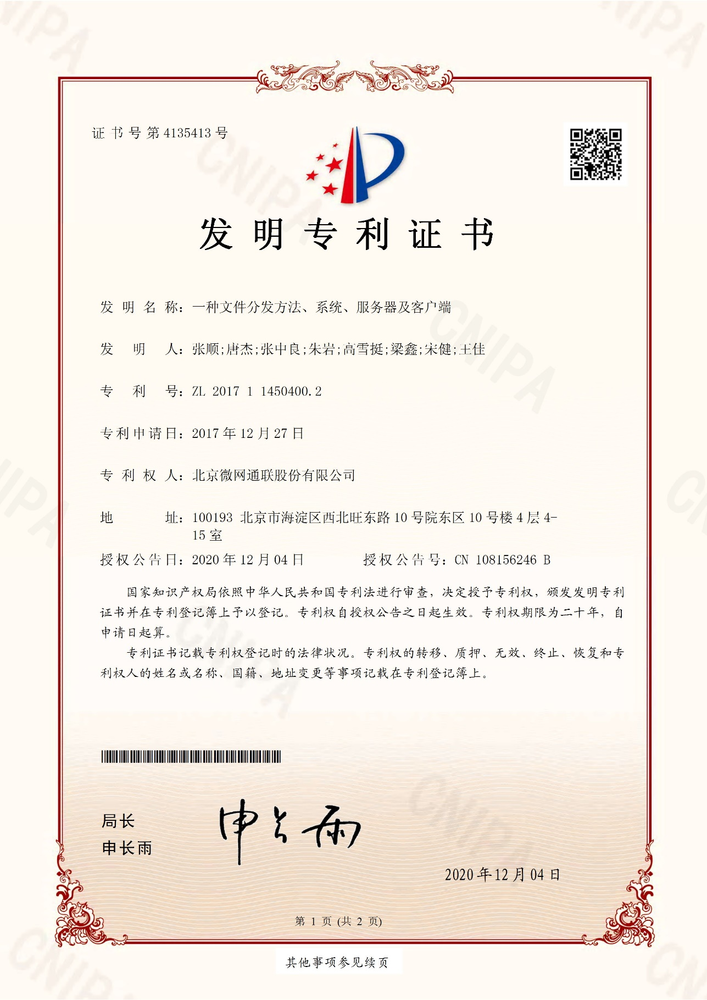 证书号第4135413号
发明专利证书
发明名称：一种文件分发方法、系统、服务器及客户端
发明人：张顺;唐杰;张中良;朱岩;高雪挺;梁鑫;宋健;王佳
专利号：ZL 2017 1 1450400.2
专利申请日：2017年12月27日
专利权人：北京微网通联股份有限公司
地址：100193 北京市海淀区西北旺东路10号院东区10号楼4层4-
15室
授权公告日：2020年12月04日 授权公告号：CN 108156246 B
国家知识产权局依照中华人民共和国专利法进行审查，决定授予专利权，颁发发明专利
证书并在专利登记簿上予以登记。专利权自授权公告之日起生效。专利权期限为二十年，自
申请日起算。
专利证书记载专利权登记时的法律状况。专利权的转移、质押、无效、终止、恢复和专
利权人的姓名或名称、国籍、地址变更等事项记载在专利登记簿上。
局长
申长雨
申长雨
2020年12月04日
第 1 页 (共 2 页)
其他事项参见续页
CNIPA
CNIPA
CNIPA
CNIPA
CNIPA
CNIPA